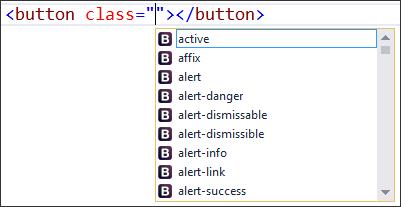 <button class=""></button>
B active
B affix
B alert
B alert-danger
B alert-dismissable
B alert-dismissible
B alert-info
B alert-link
B alert-success